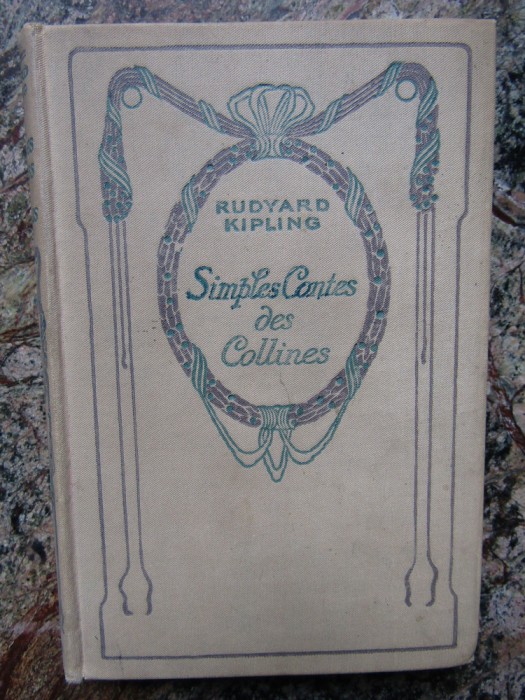 RUDYARD
KIPLING
Simples Contes
des
Collines